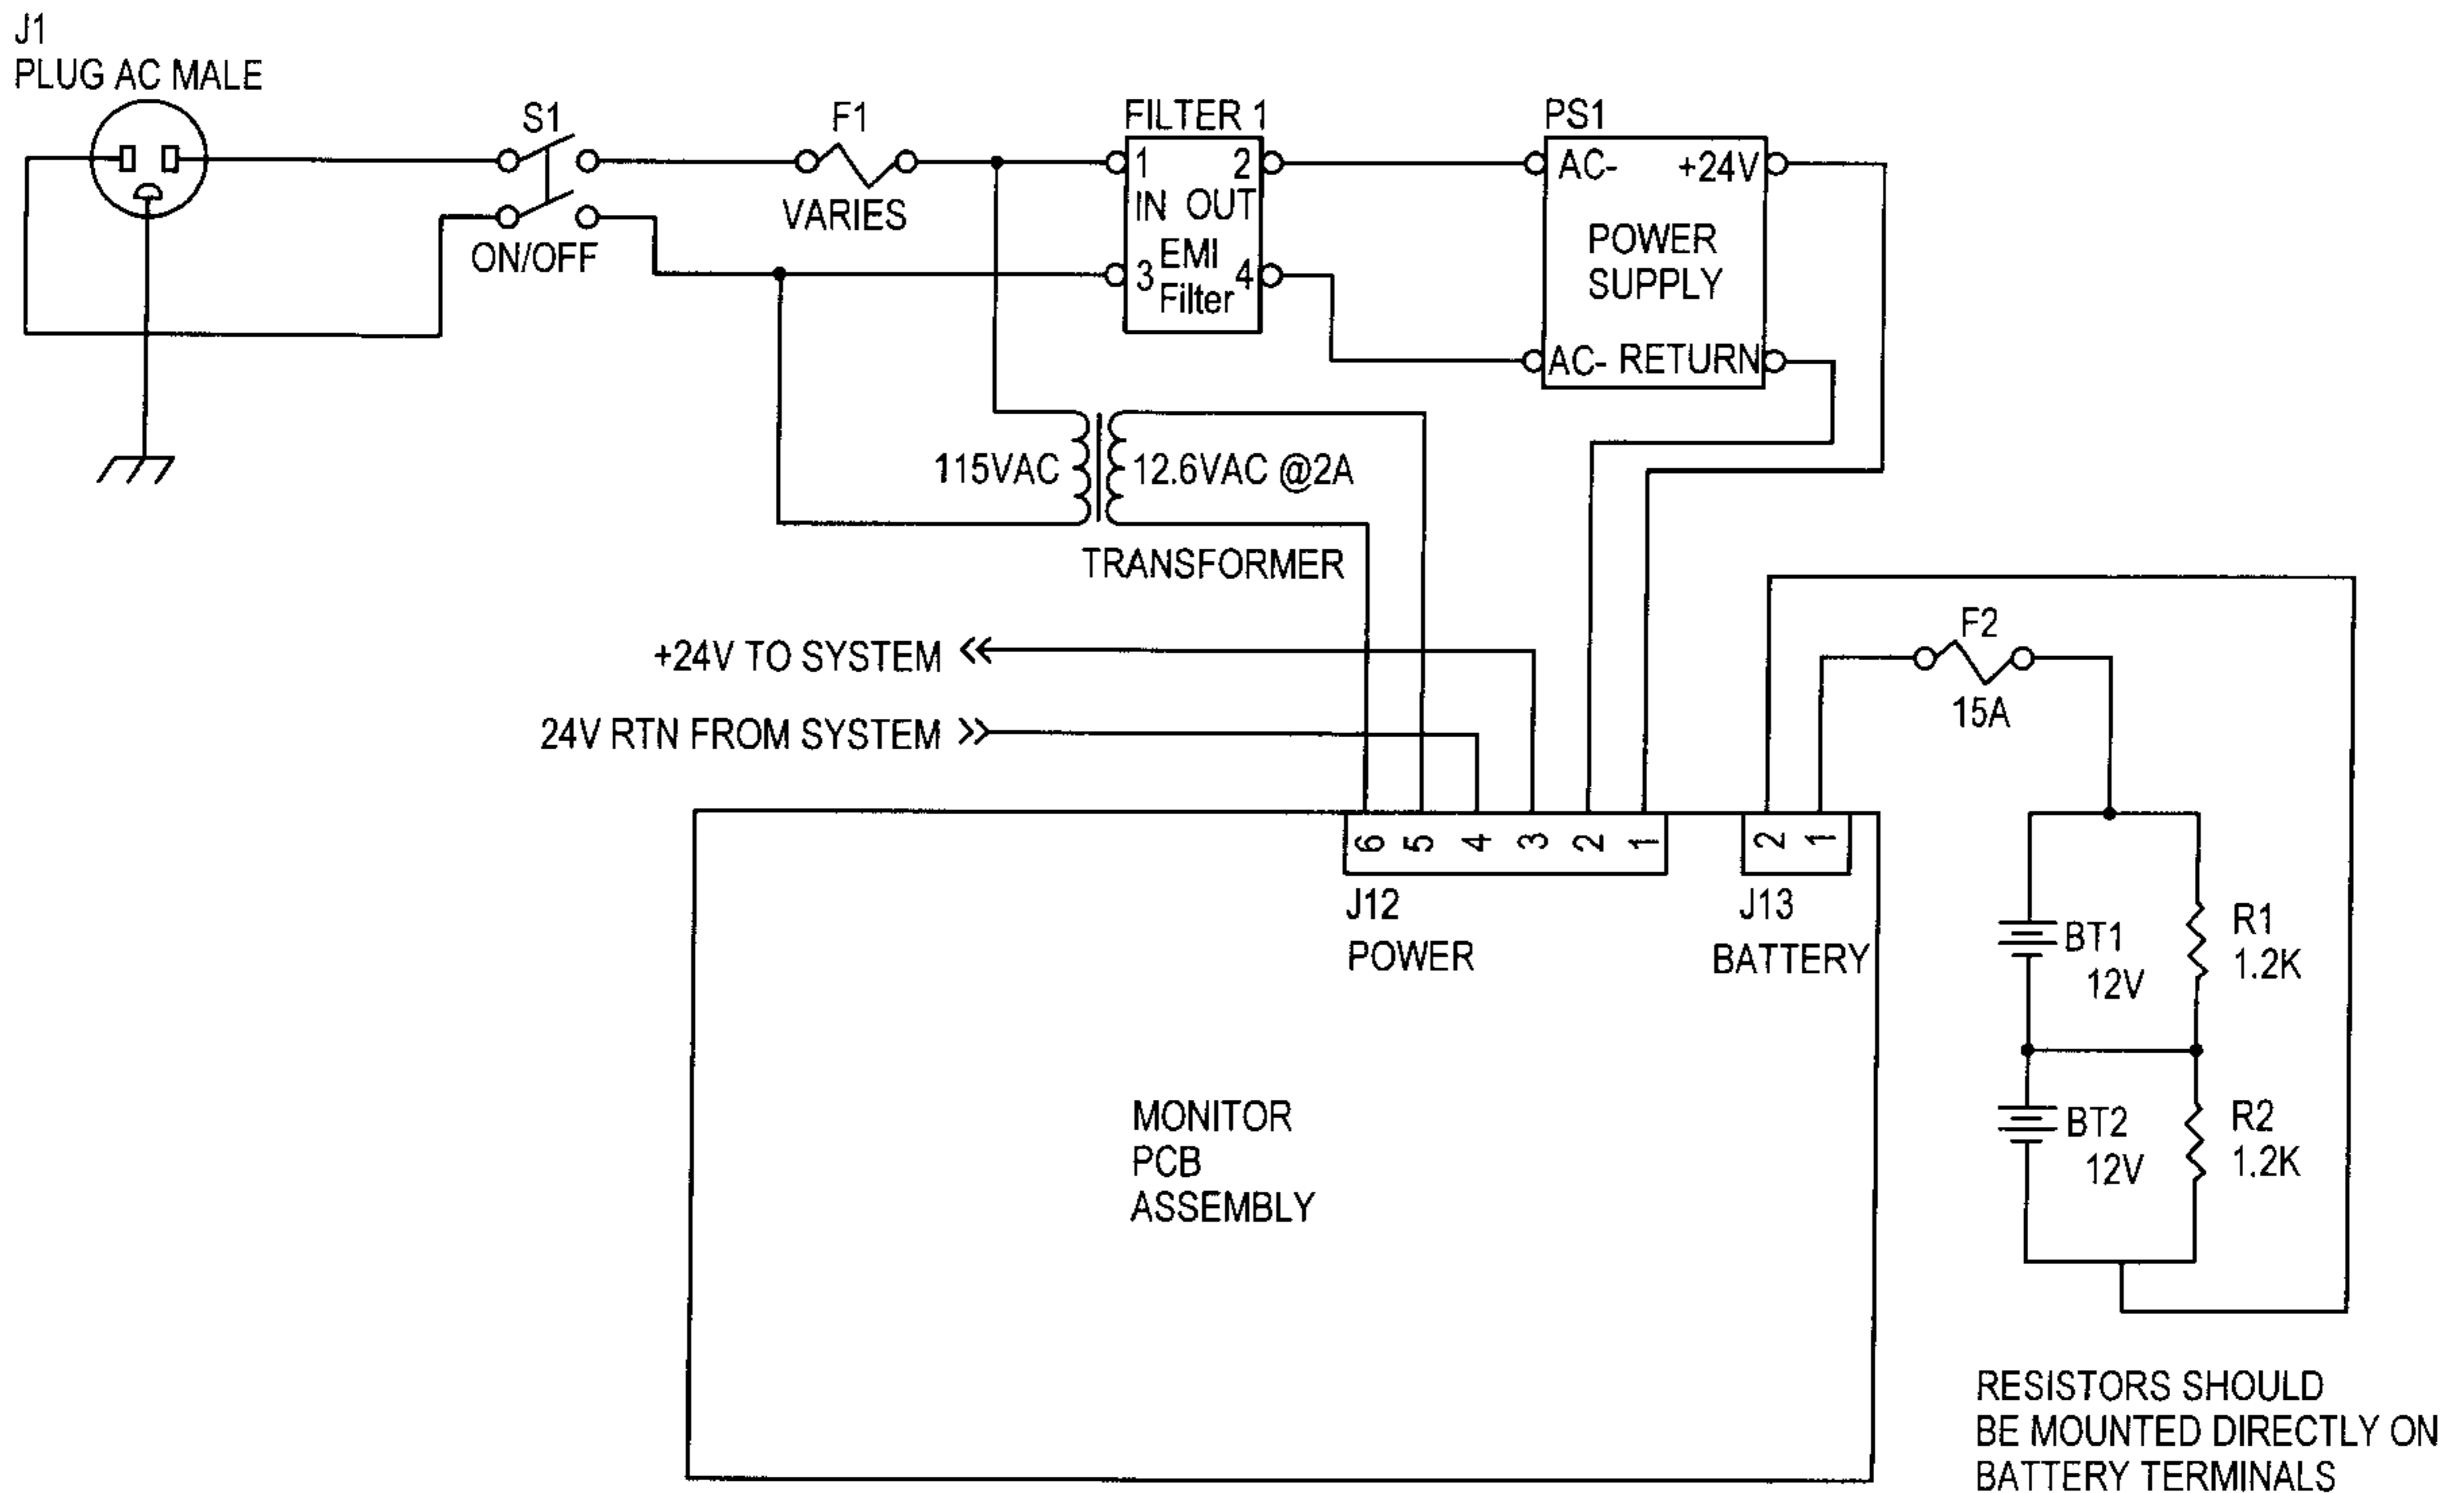 J1
PLUG AC MALE
S1
ON/OFF
F1
VARIES
FILTER 1
1 2
IN OUT
EMI
3 4
Filter
PS1
AC- +24V
POWER
SUPPLY
AC- RETURN
115VAC
12.6VAC @2A
TRANSFORMER
+24V TO SYSTEM
24V RTN FROM SYSTEM
F2
15A
6 5 4 3 2 1
2 1
J12
POWER
J13
BATTERY
BT1
12V
R1
1.2K
BT2
12V
R2
1.2K
MONITOR
PCB
ASSEMBLY
RESISTORS SHOULD
BE MOUNTED DIRECTLY ON
BATTERY TERMINALS